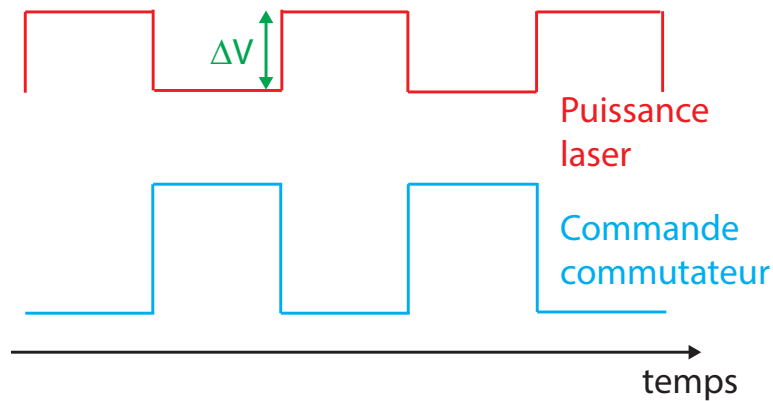 ΔV
Puissance
laser
Commande
commutateur
temps